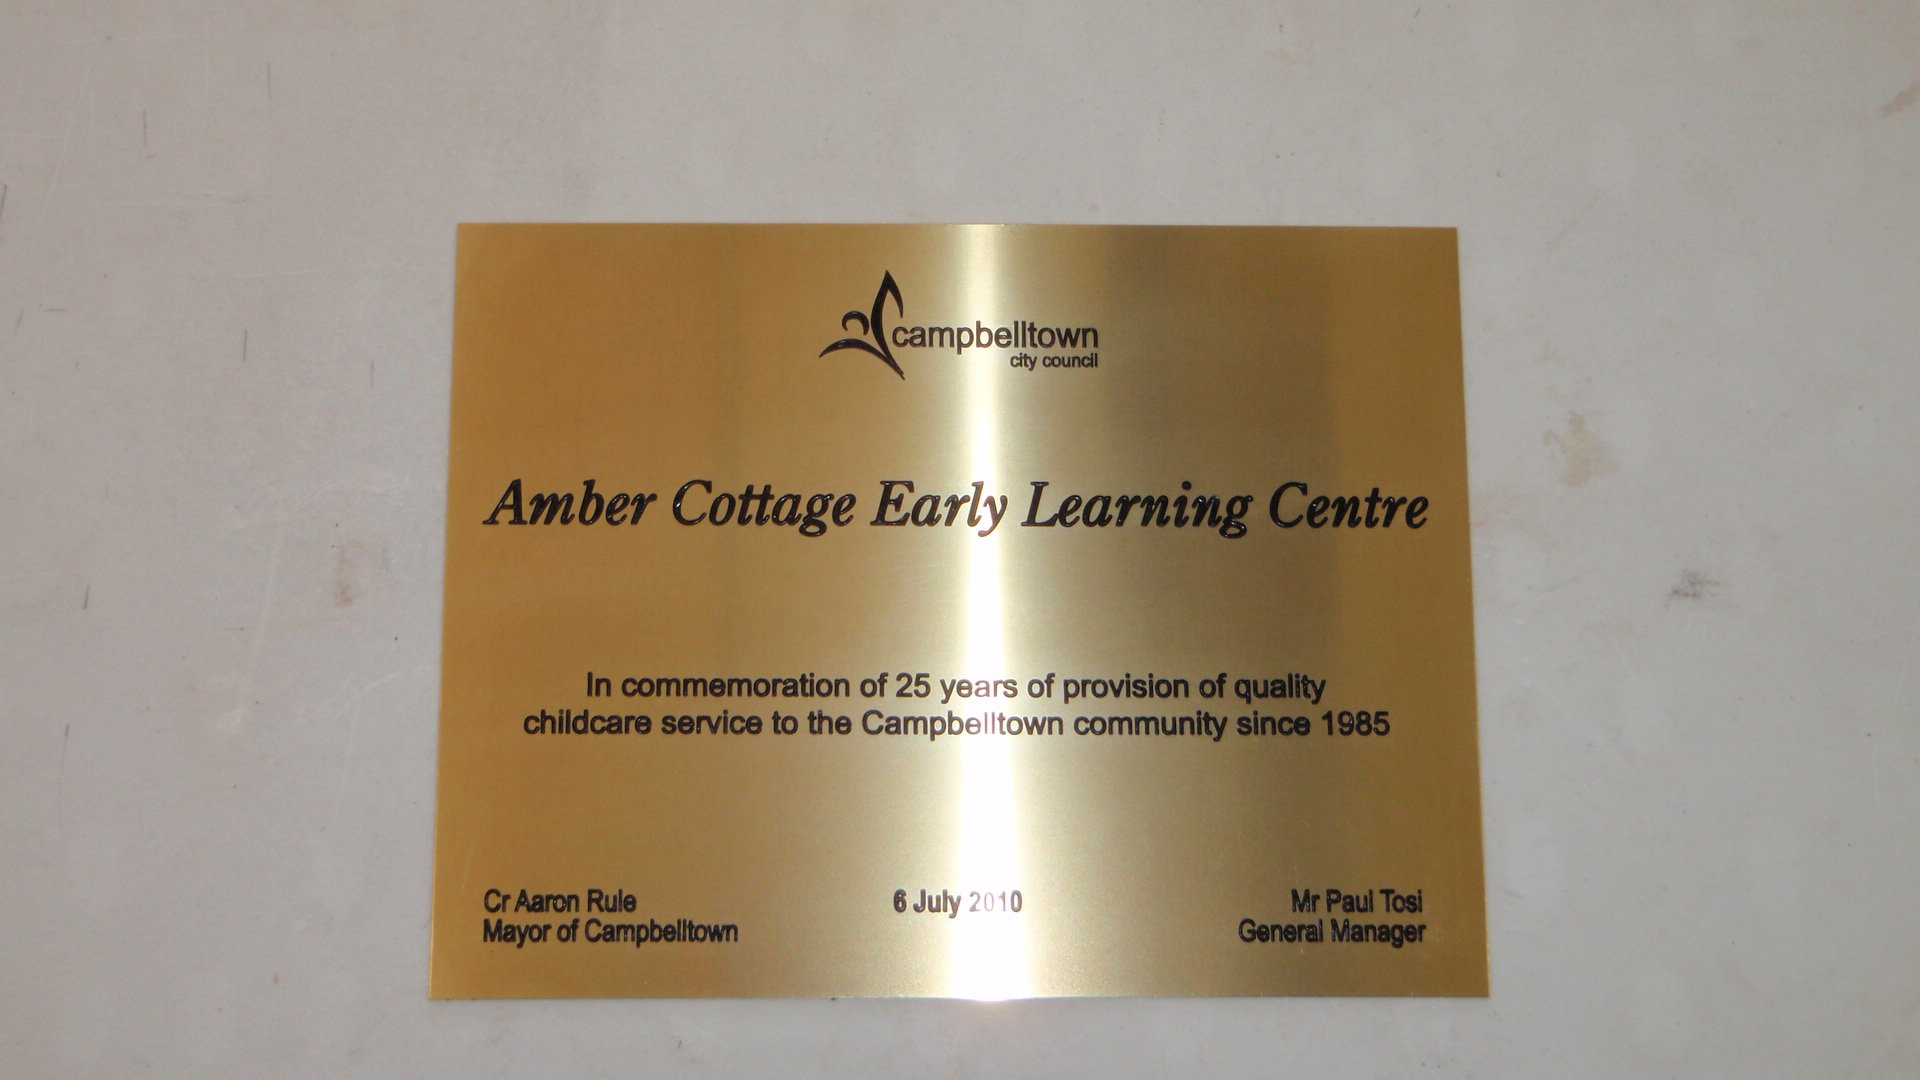 campbelltown
city council
Amber Cottage Early Learning Centre
In commemoration of 25 years of provision of quality
childcare service to the Campbelltown community since 1985
Cr Aaron Rule
Mayor of Campbelltown
6 July 2010
Mr Paul Tosi
General Manager